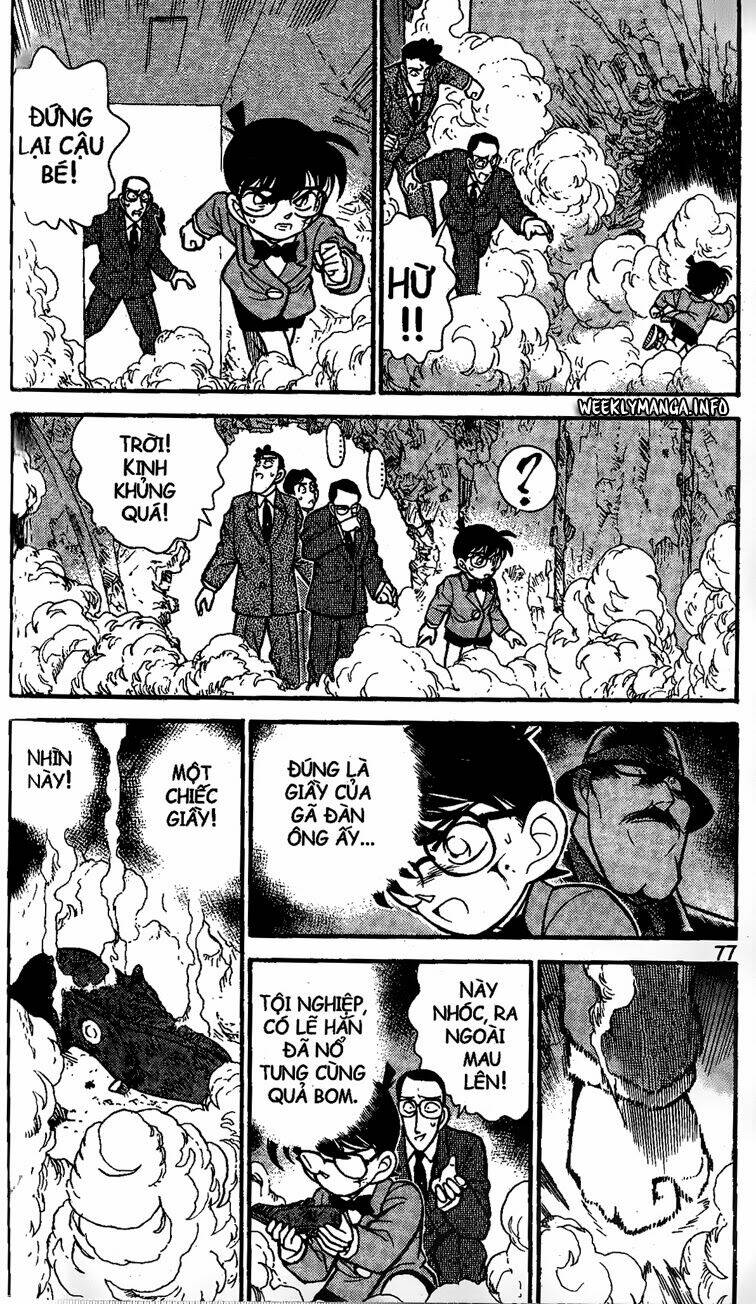 ĐỨNG
LẠI CẬU
BÉ!
HỪ
!!
WEEKLYMANGA.INFO
TRỜI!
KINH
KHỦNG
QUÃ!
?
NHÌN
NÀY!
MỘT
CHIẾC
GIẦY!
ĐÚNG LÀ
GIẦY CỦA
GÃ ĐÀN
ÔNG ẤY...
77
TỘI NGHIỆP,
CÓ LẼ HẮN
ĐÃ NỔ
TUNG CÙNG
QUẢ BOM.
NÀY
NHÓC, RA
NGOÀI
MAU
LÊN!